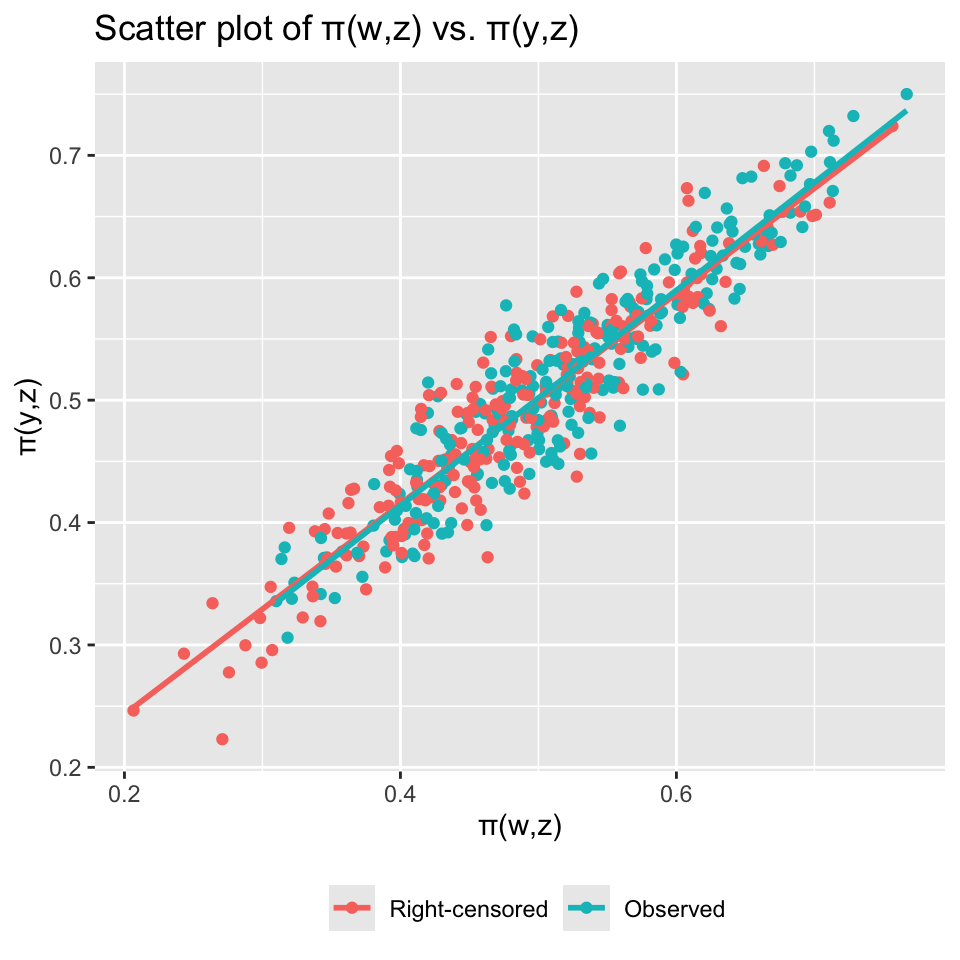 Scatter plot of π(w,z) vs. π(y,z)
0.7
0.6
0.5
0.4
0.3
0.2
π(y,z)
0.2 0.4 0.6
π(w,z)
Right-censored Observed